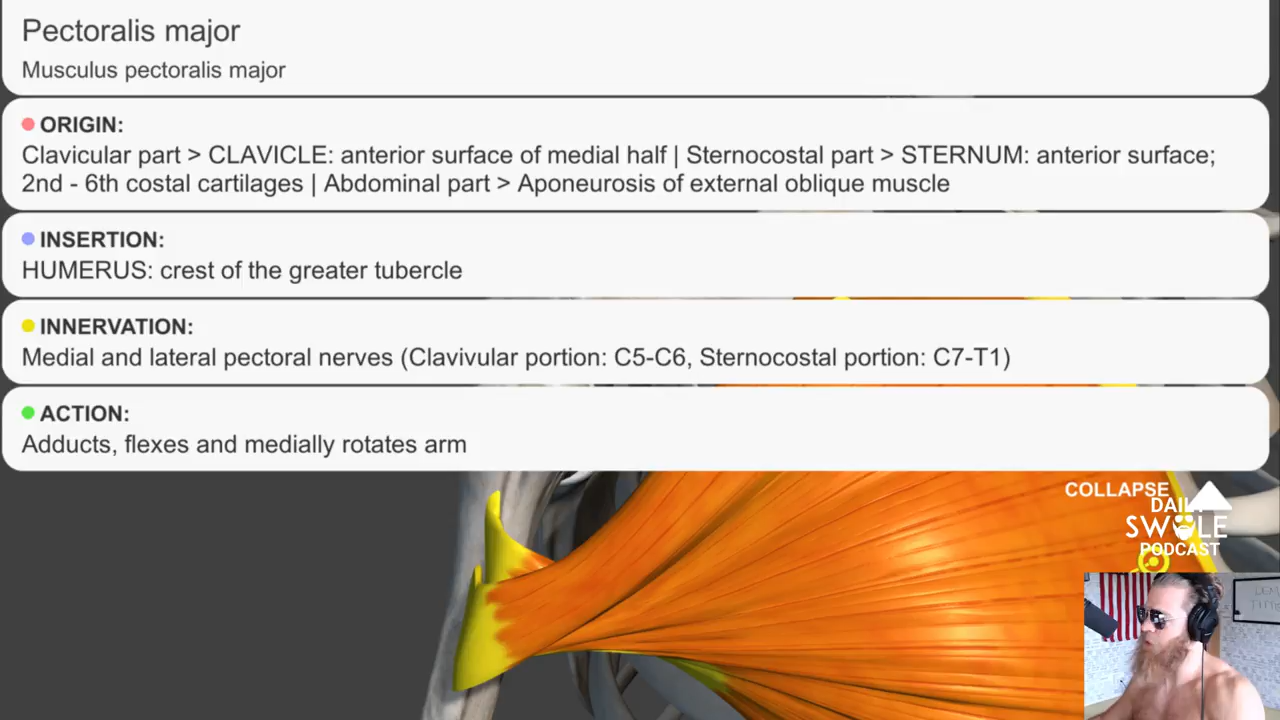 Pectoralis major
Musculus pectoralis major
ORIGIN:
Clavicular part > CLAVICLE: anterior surface of medial half | Sternocostal part > STERNUM: anterior surface;
2nd - 6th costal cartilages | Abdominal part > Aponeurosis of external oblique muscle
INSERTION:
HUMERUS: crest of the greater tubercle
INNERVATION:
Medial and lateral pectoral nerves (Clavivular portion: C5-C6, Sternocostal portion: C7-T1)
ACTION:
Adducts, flexes and medially rotates arm
COLLAPSE
DAILY
SWOLE
PODCAST